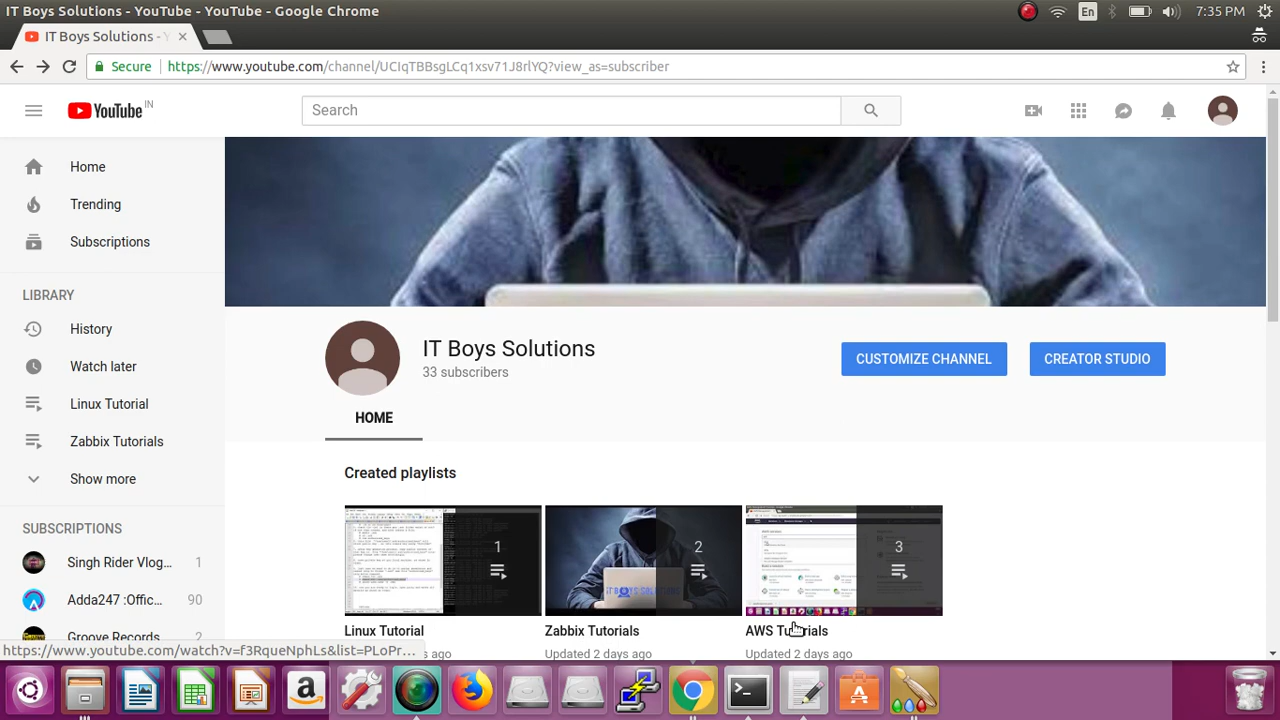 IT Boys Solutions - YouTube - YouTube - Google Chrome
En
7:35 PM
IT Boys Solutions - Y
Secure
https://www.youtube.com/channel/UCIqTBBsgLCq1xsv71J8rlYQ?view_as=subscriber
YouTube IN
Search
Home
Trending
Subscriptions
LIBRARY
History
Watch later
Linux Tutorial
Zabbix Tutorials
Show more
SUBSCRIPTIONS
Singh Rider Vlog... 1
Adda247 :Offic... 90
Groove Records 2
https://www.youtube.com/watch?v=f3RqueNphLs&list=PLoPr...
IT Boys Solutions
33 subscribers
CUSTOMIZE CHANNEL
CREATOR STUDIO
HOME
Created playlists
1
2
3
IT BOYS SOLUTIONS
Linux Tutorial
Zabbix Tutorials
AWS Tutorials
s ago
Updated 2 days ago
Updated 2 days ago